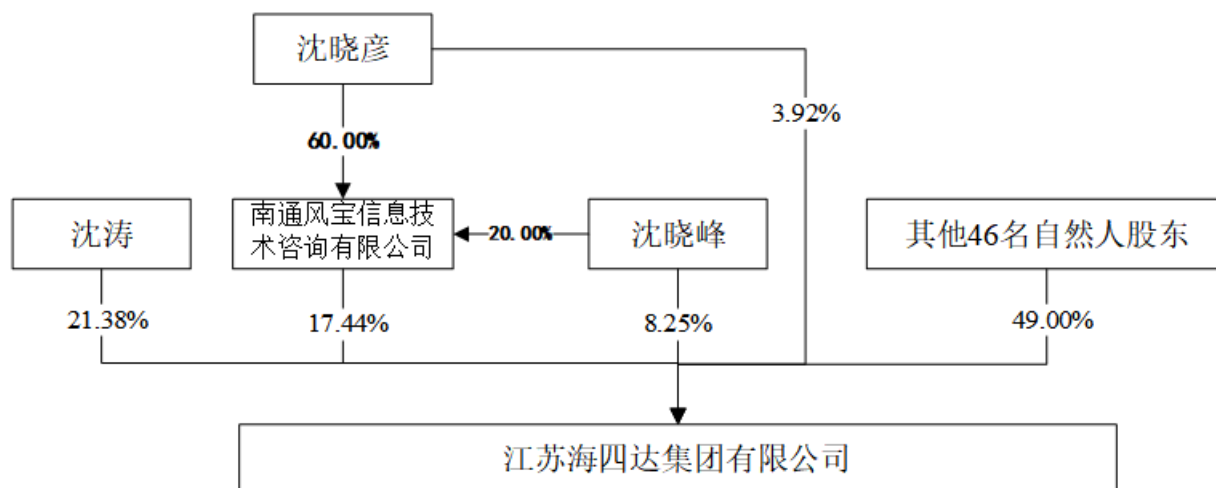 沈晓彦
3.92%
60.00%
沈涛
南通风宝信息技
术咨询有限公司
20.00%
沈晓峰
其他46名自然人股东
21.38%
17.44%
8.25%
49.00%
江苏海四达集团有限公司